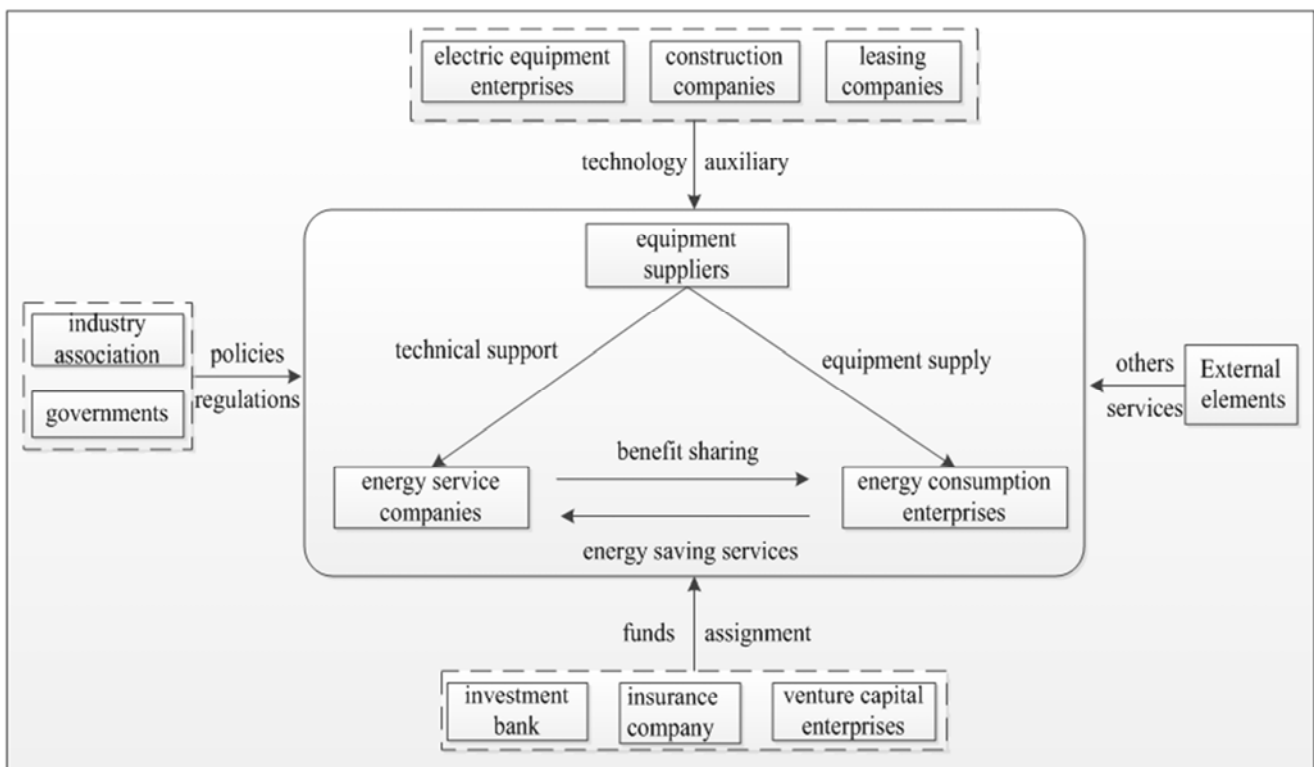 electric equipment
enterprises
construction
companies
leasing
companies
technology
auxiliary
equipment
suppliers
industry
association
governments
policies
regulations
technical support
equipment supply
others
services
External
elements
benefit sharing
energy service
companies
energy consumption
enterprises
energy saving services
funds
assignment
investment
bank
insurance
company
venture capital
enterprises